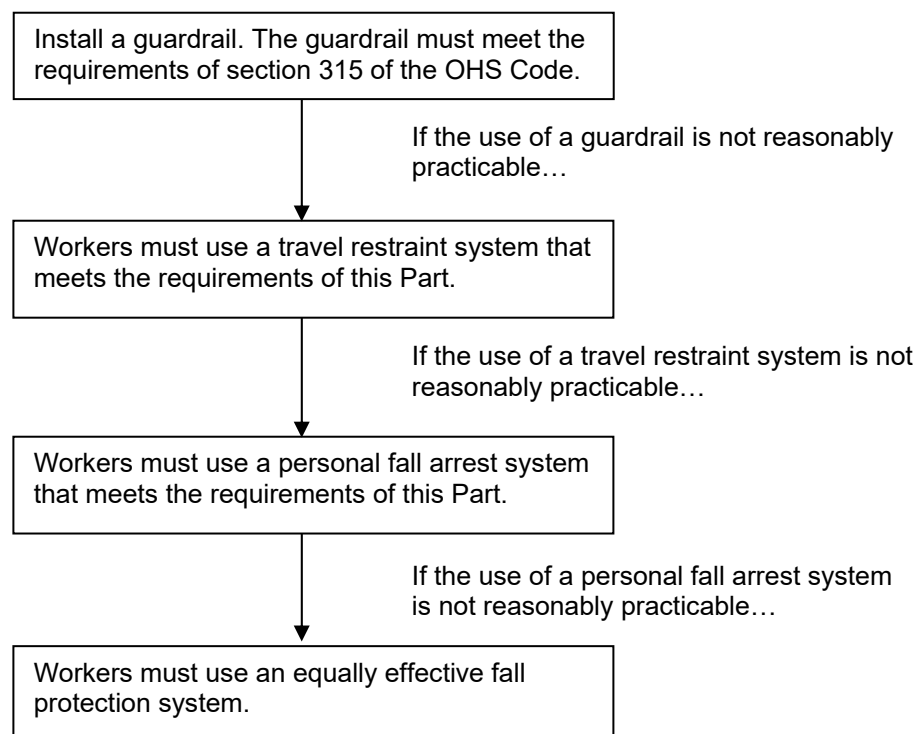 Install a guardrail. The guardrail must meet the
requirements of section 315 of the OHS Code.
If the use of a guardrail is not reasonably
practicable…
Workers must use a travel restraint system that
meets the requirements of this Part.
If the use of a travel restraint system is not
reasonably practicable…
Workers must use a personal fall arrest system
that meets the requirements of this Part.
If the use of a personal fall arrest system
is not reasonably practicable…
Workers must use an equally effective fall
protection system.